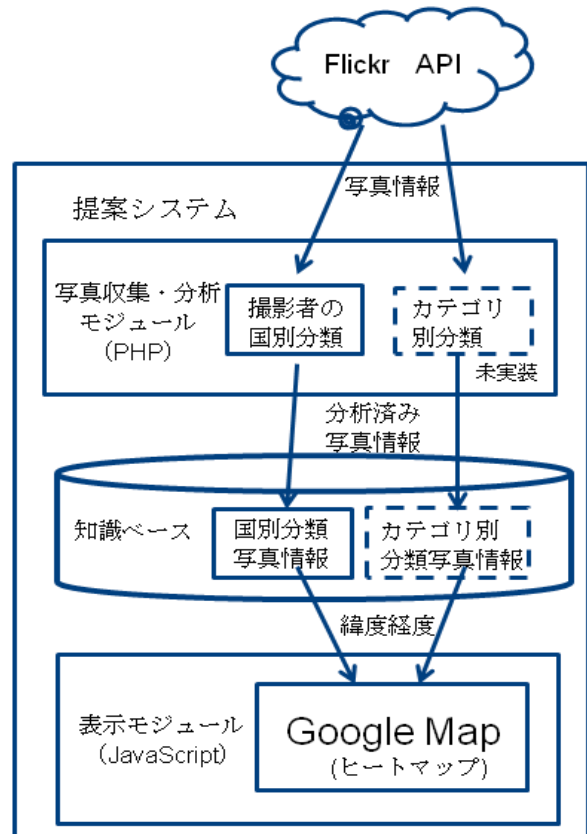 Flickr API
写真情報
提案システム
写真収集・分析
モジュール
（PHP）
撮影者の
国別分類
カテゴリ
別分類
未実装
分析済み
写真情報
知識ベース
国別分類
写真情報
カテゴリ別
分類写真情報
緯度経度
表示モジュール
（JavaScript）
Google Map
(ヒートマップ)